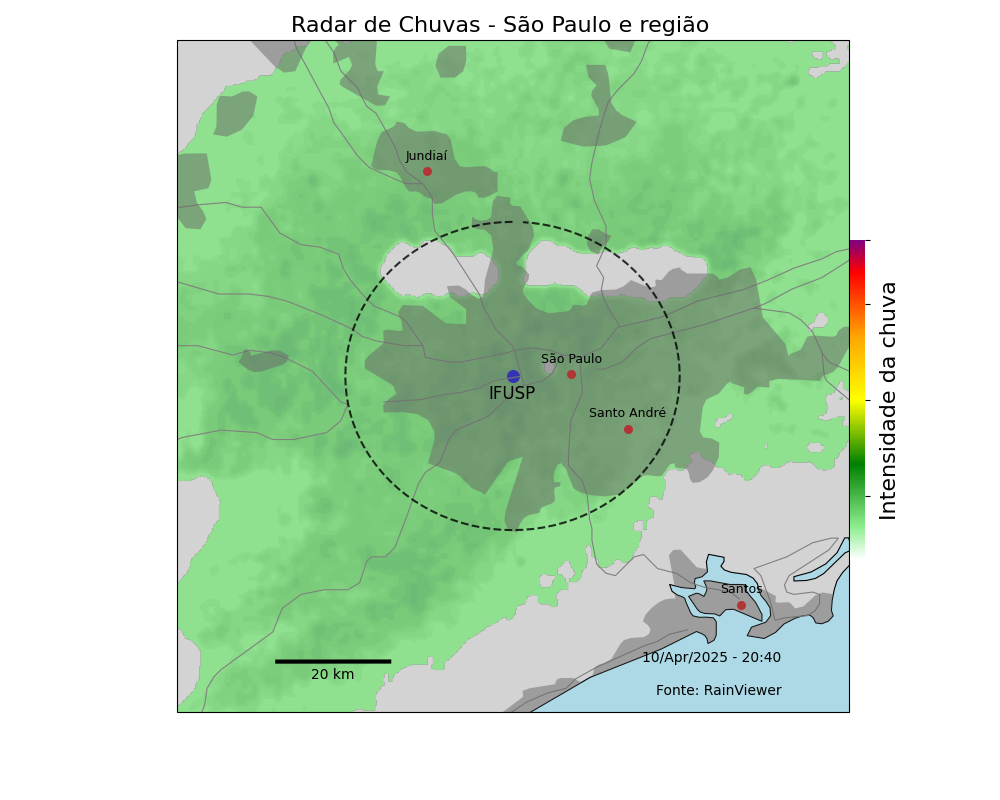 Radar de Chuvas - São Paulo e região
Jundiaí
São Paulo
IFUSP
Santo André
Intensidade da chuva
Santos
10/Apr/2025 - 20:40
20 km
Fonte: RainViewer